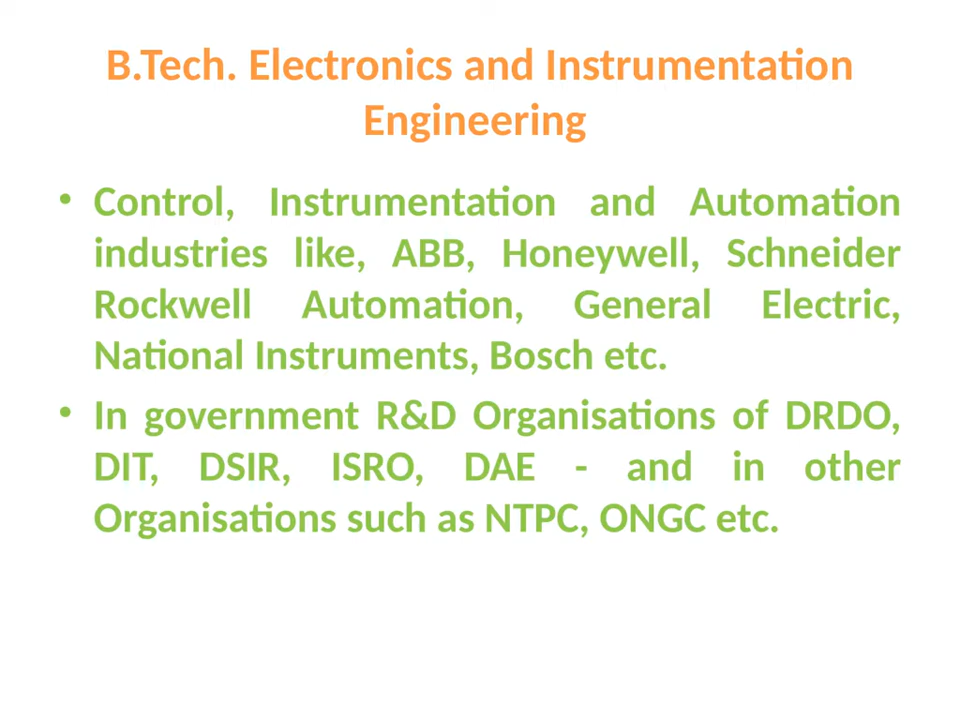 B.Tech. Electronics and Instrumentation
Engineering
• Control, Instrumentation and Automation
industries like, ABB, Honeywell, Schneider
Rockwell Automation, General Electric,
National Instruments, Bosch etc.
• In government R&D Organisations of DRDO,
DIT, DSIR, ISRO, DAE - and in other
Organisations such as NTPC, ONGC etc.